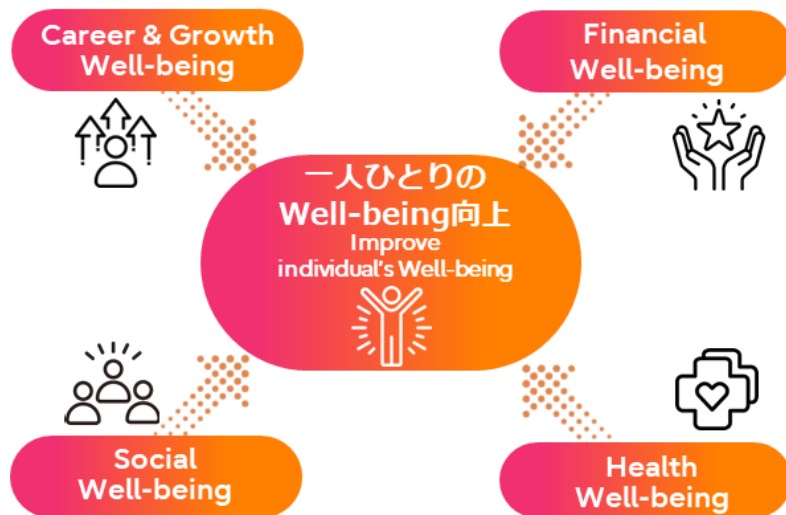 Career & Growth
Well-being
Financial
Well-being
一人ひとりの
Well-being向上
Improve
individual's Well-being
Social
Well-being
Health
Well-being